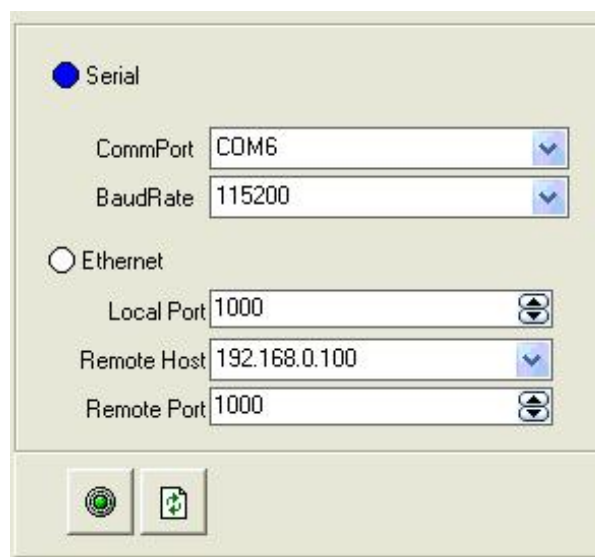 Serial
CommPort COM6
BaudRate 115200
Ethernet
Local Port 1000
Remote Host 192.168.0.100
Remote Port 1000